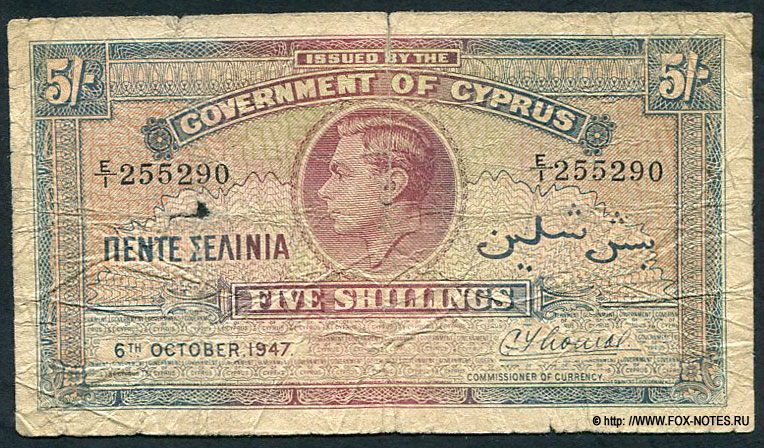 ISSUED BY THE
5/- GOVERNMENT OF CYPRUS 5/-
E/1 255290 E/1 255290
ΠΕΝΤΕ ΣΕΛΙΝΙΑ بش شلين
FIVE SHILLINGS
6TH OCTOBER.1947.
COMMISSIONER OF CURRENCY
© http: //WWW.FOX-NOTES.RU